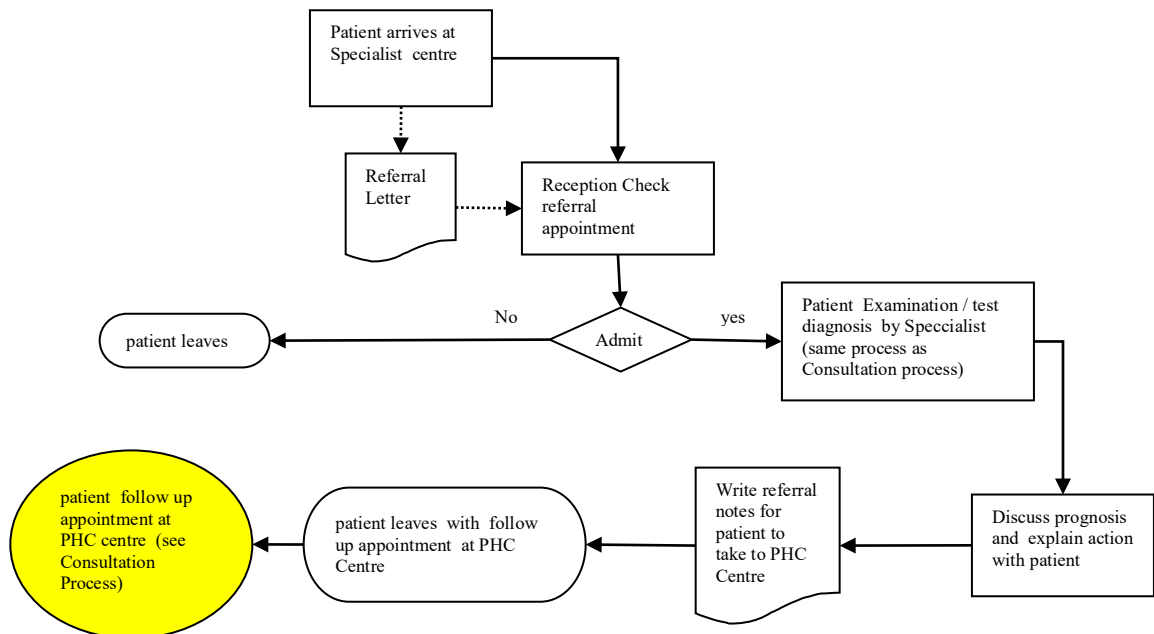 Patient arrives at
Specialist centre
Referral
Letter
Reception Check
referral
appointment
No
yes
Admit
patient leaves
Patient Examination / test
diagnosis by Speccialist
(same process as
Consultation process)
patient follow up
appointment at
PHC centre (see
Consultation
Process)
patient leaves with follow
up appointment at PHC
Centre
Write referral
notes for
patient to
take to PHC
Centre
Discuss prognosis
and explain action
with patient